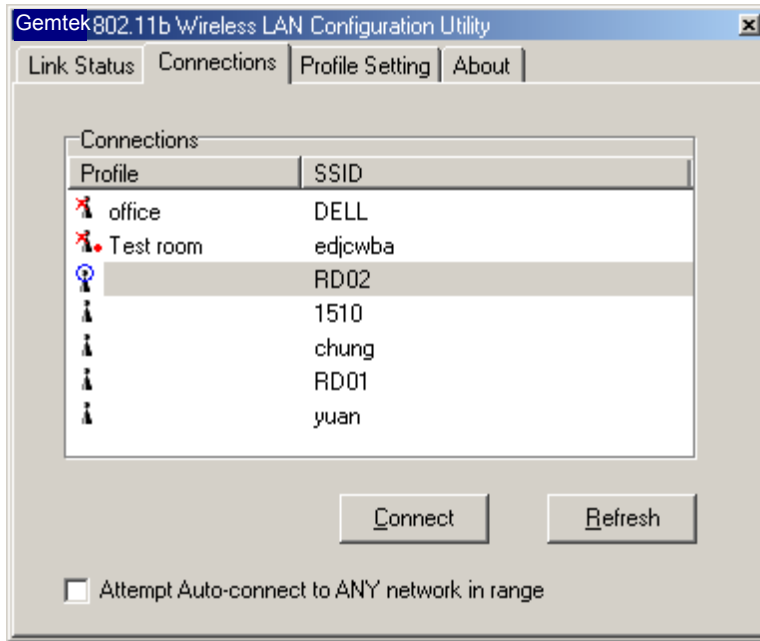 Gemtek 802.11b Wireless LAN Configuration Utility
Link Status Connections Profile Setting About
Connections
Profile SSID
office DELL
Test room edjcwba
RD02
1510
chung
RD01
yuan
Connect Refresh
Attempt Auto-connect to ANY network in range